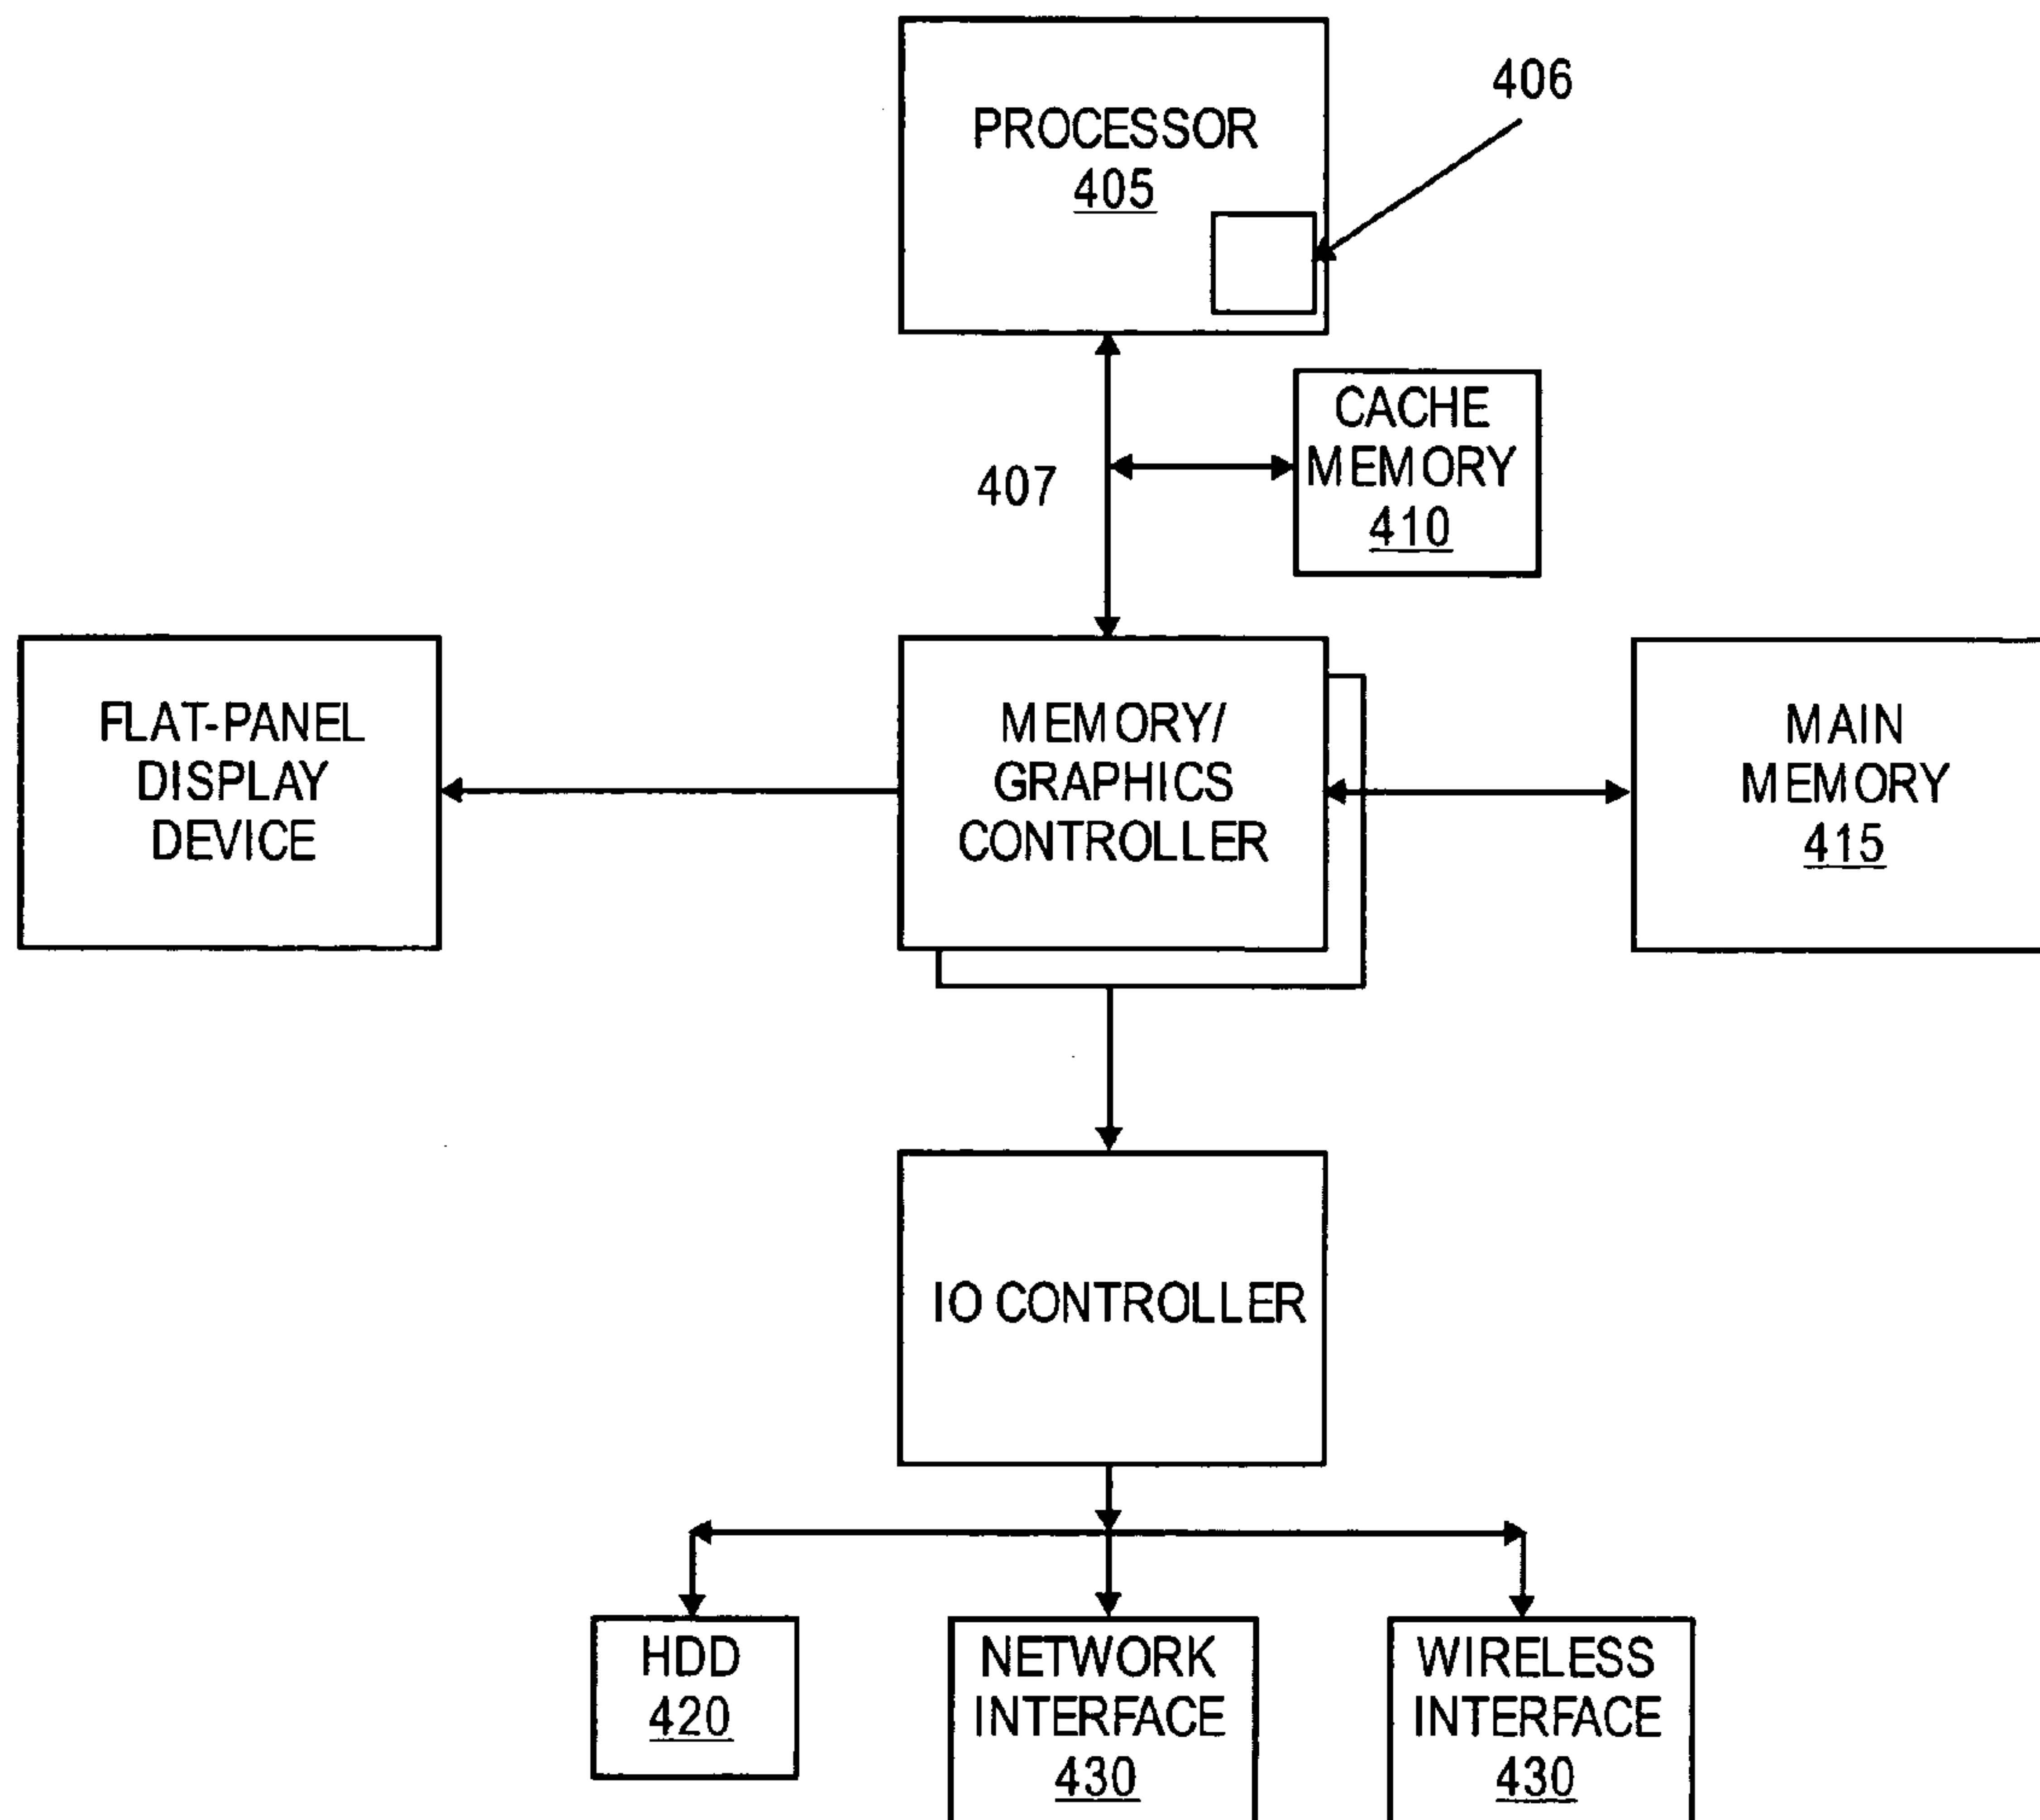 PROCESSOR
405
406
407
CACHE
MEMORY
410
FLAT-PANEL
DISPLAY
DEVICE
MEMORY/
GRAPHICS
CONTROLLER
MAIN
MEMORY
415
IO CONTROLLER
HDD
420
NETWORK
INTERFACE
430
WIRELESS
INTERFACE
430